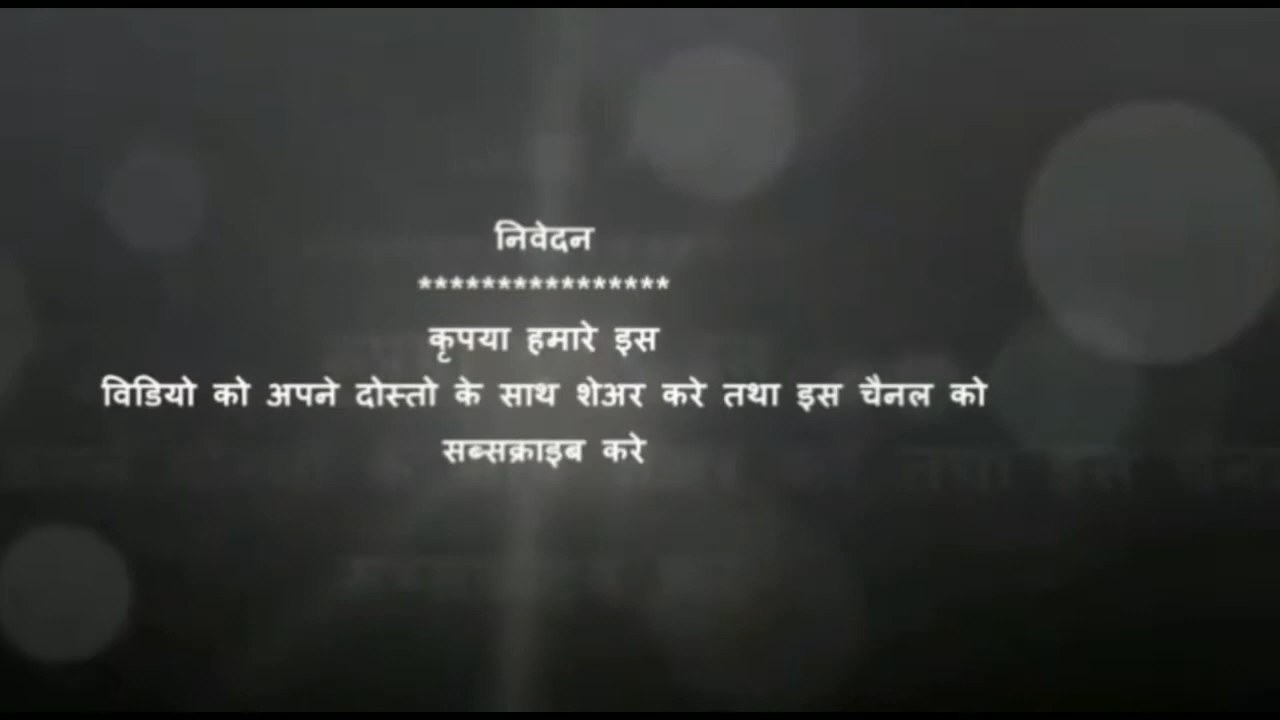 निवेदन
****************
कृपया हमारे इस
विडियो को अपने दोस्तो के साथ शेअर करे तथा इस चैनल को
सब्सक्राइब करे